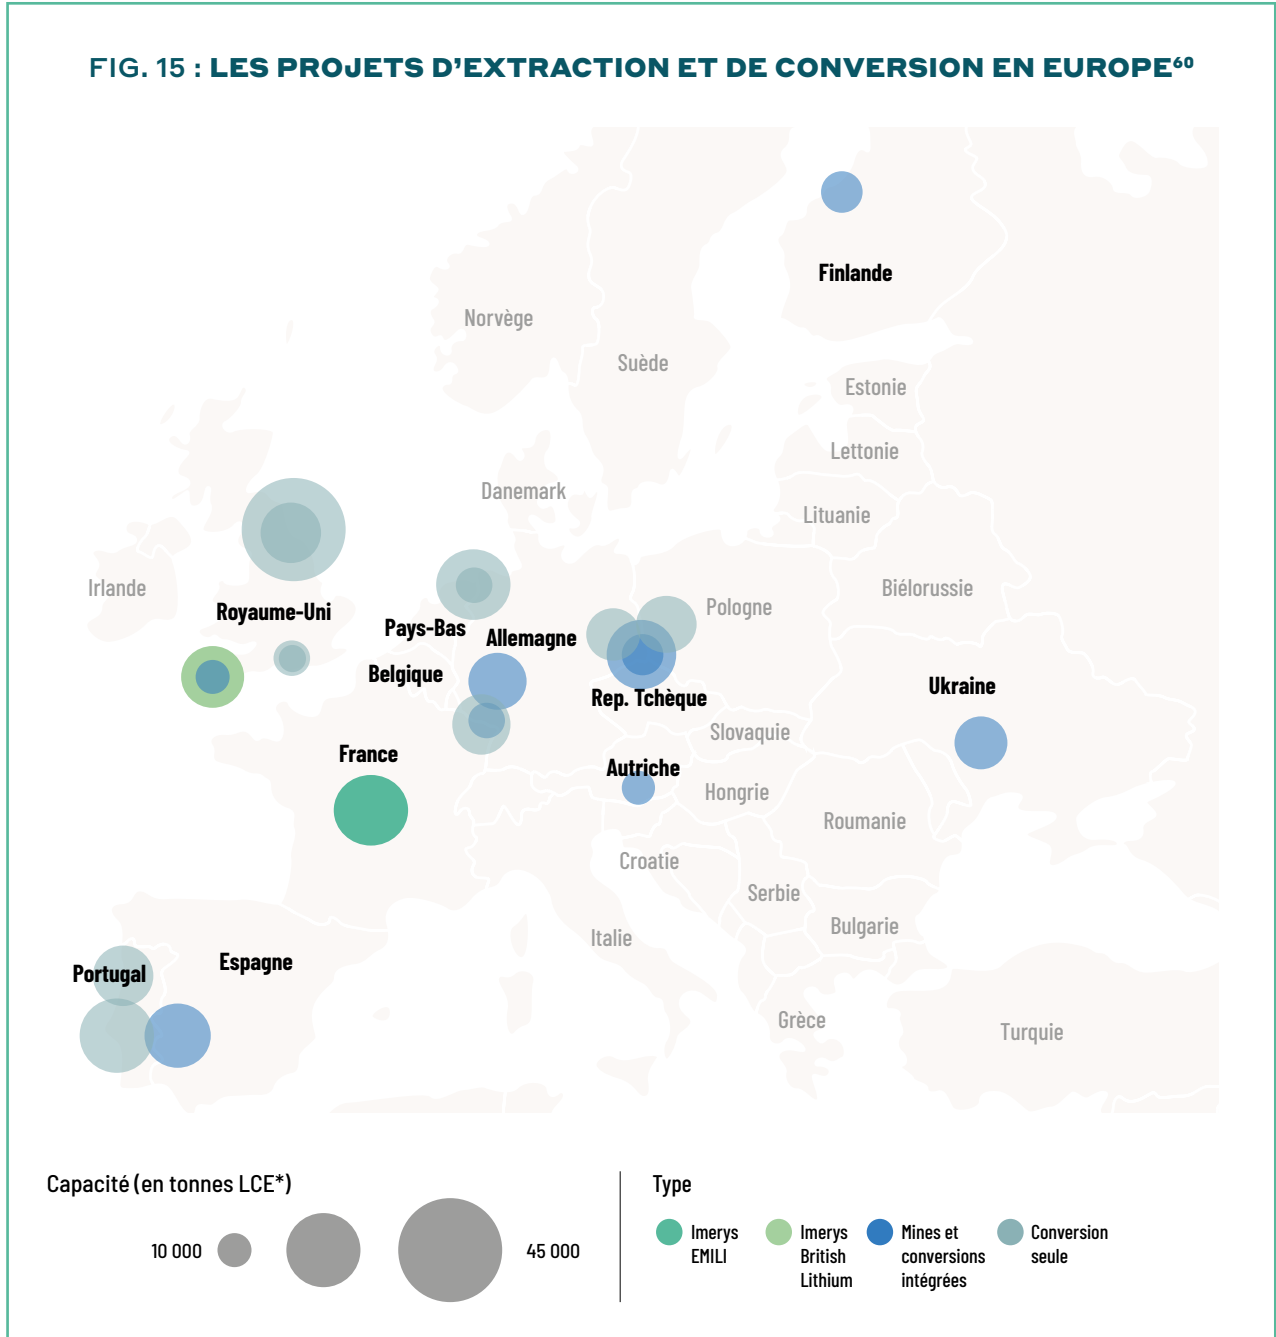 FIG. 15 : LES PROJETS D'EXTRACTION ET DE CONVERSION EN EUROPE⁶⁰
Finlande
Norvège
Suède
Estonie
Lettonie
Danemark
Lituanie
Irlande
Biélorussie
Royaume-Uni
Pologne
Pays-Bas
Allemagne
Belgique
Ukraine
Rep. Tchèque
Slovaquie
France
Autriche
Hongrie
Roumanie
Croatie
Serbie
Bulgarie
Italie
Espagne
Portugal
Grèce
Turquie
Capacité (en tonnes LCE*)
10 000
45 000
Type
Imerys
EMILI
Imerys
British
Lithium
Mines et
conversions
intégrées
Conversion
seule